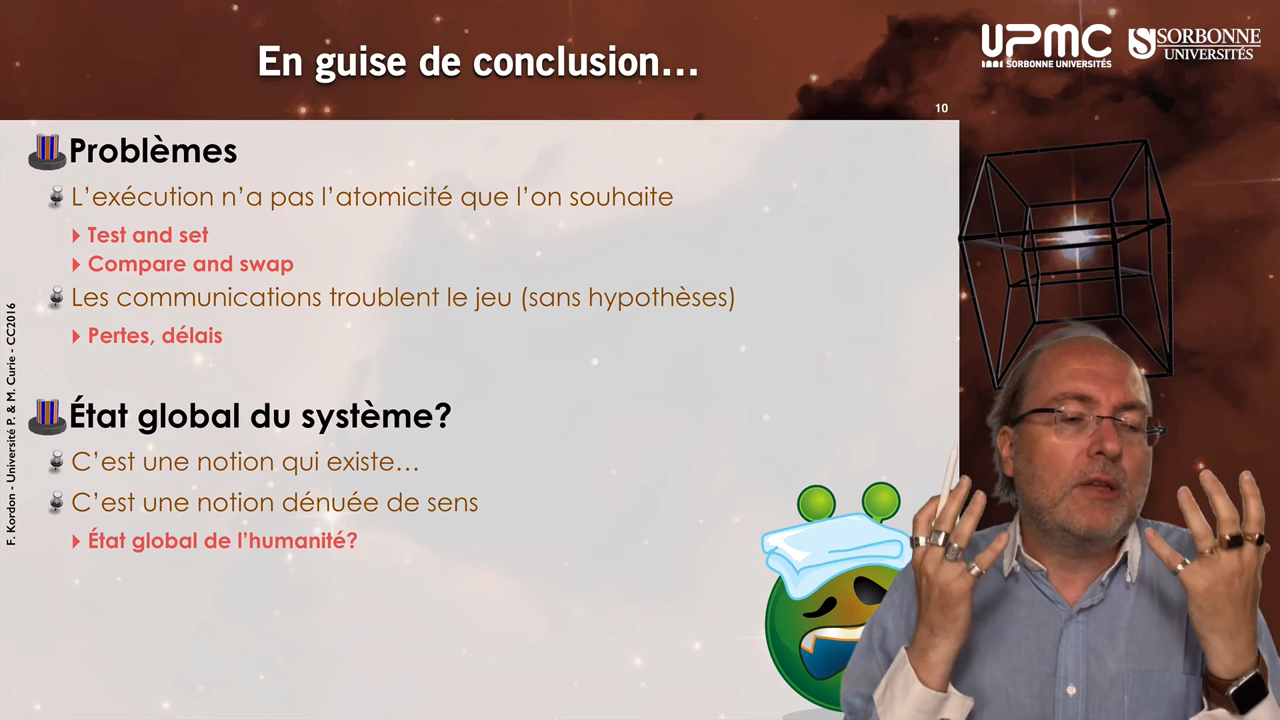 En guise de conclusion...
UPMC
SORBONNE UNIVERSITÉS
SORBONNE
UNIVERSITÉS
10
Problèmes
L'exécution n'a pas l'atomicité que l'on souhaite
Test and set
Compare and swap
Les communications troublent le jeu (sans hypothèses)
Pertes, délais
État global du système?
C'est une notion qui existe...
C'est une notion dénuée de sens
État global de l'humanité?
F. Kordon - Université P. & M. Curie - CC2016